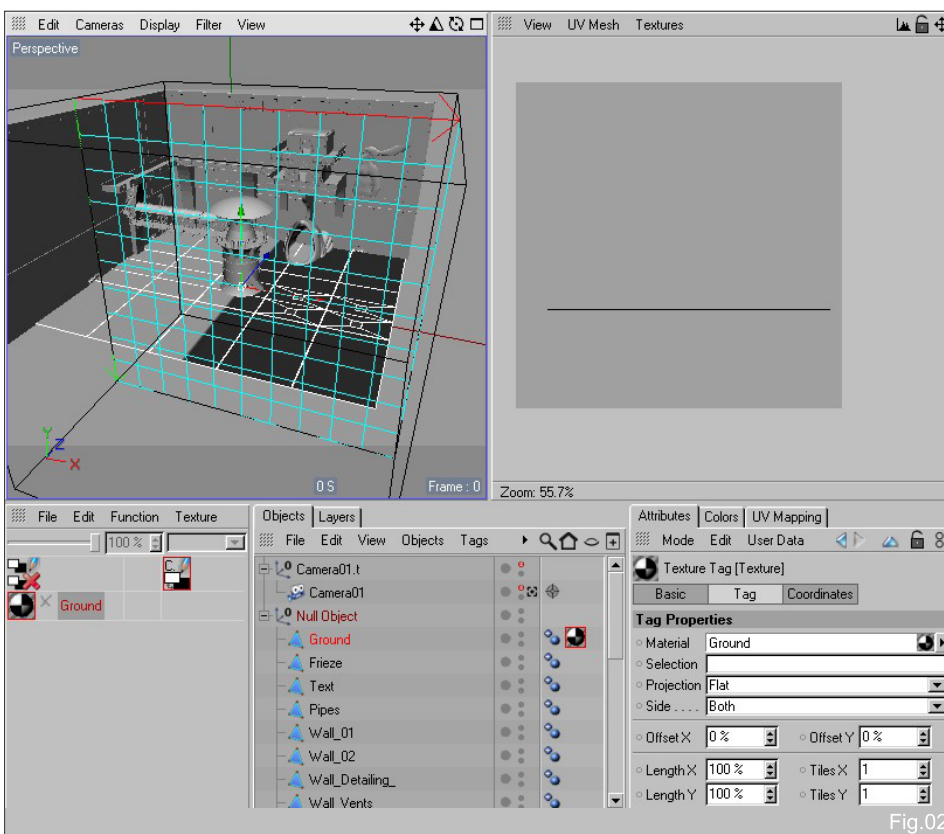 Edit Cameras Display Filter View
View UV Mesh Textures
Perspective
Y
Z
X
0 S
Frame : 0
Zoom: 55.7%
File Edit Function Texture
100 %
C.
Ground
Objects Layers
File Edit View Objects Tags
Camera01.t
Camera01
Null Object
Ground
Frieze
Text
Pipes
Wall_01
Wall_02
Wall_Detailing_
Wall Vents
Attributes Colors UV Mapping
Mode Edit User Data
Texture Tag [Texture]
Basic Tag Coordinates
Tag Properties
Material Ground
Selection
Projection Flat
Side . . . . Both
Offset X 0 % Offset Y 0 %
Length X 100 % Tiles X 1
Length Y 100 % Tiles Y 1
Fig.02